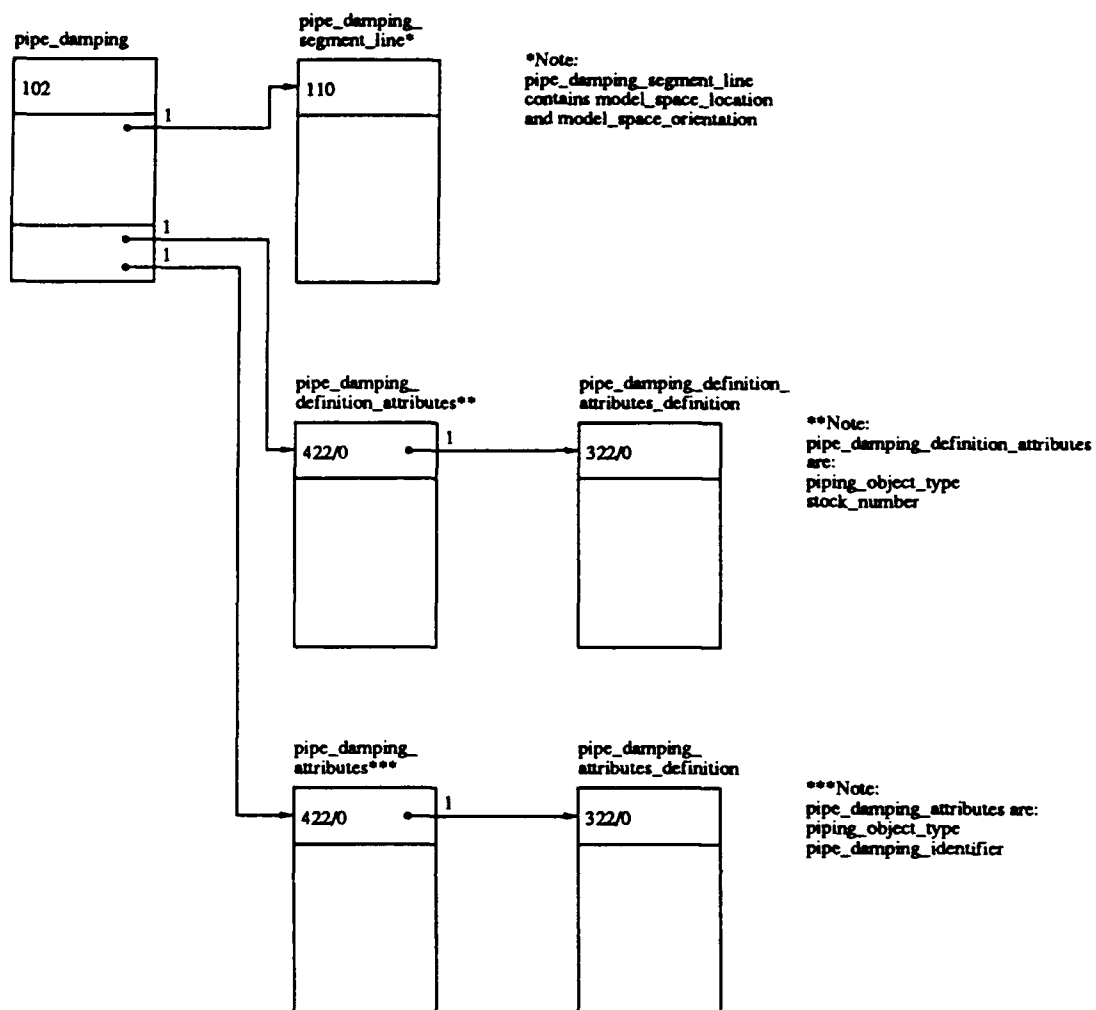 pipe_damping
102
1
1
1
pipe_damping_
segment_line*
110
*Note:
pipe_damping_segment_line
contains model_space_location
and model_space_orientation
pipe_damping_
definition_attributes**
422/0
1
pipe_damping_definition_
attributes_definition
322/0
**Note:
pipe_damping_definition_attributes
are:
piping_object_type
stock_number
pipe_damping_
attributes***
422/0
1
pipe_damping_
attributes_definition
322/0
***Note:
pipe_damping_attributes are:
piping_object_type
pipe_damping_identifier